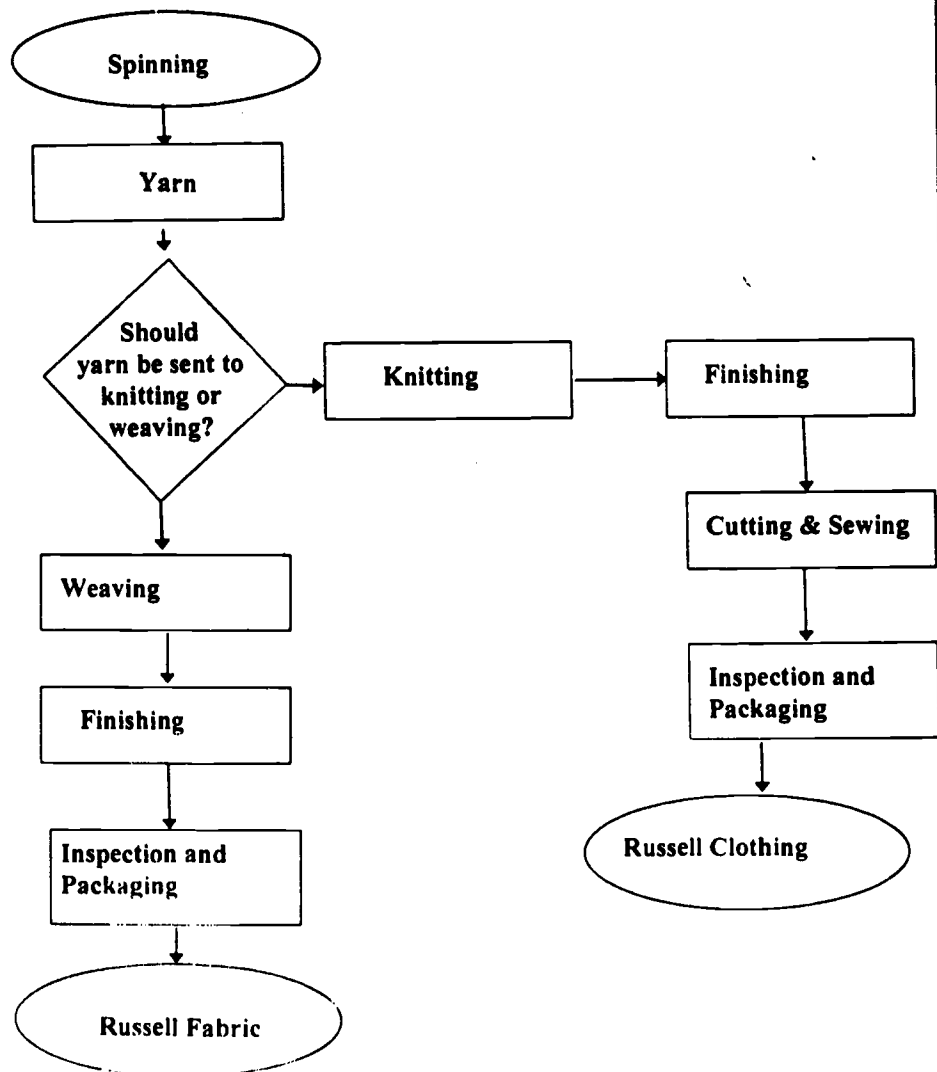 Spinning
Yarn
Should
yarn be sent to
knitting or
weaving?
Knitting
Finishing
Cutting & Sewing
Inspection and
Packaging
Russell Clothing
Weaving
Finishing
Inspection and
Packaging
Russell Fabric